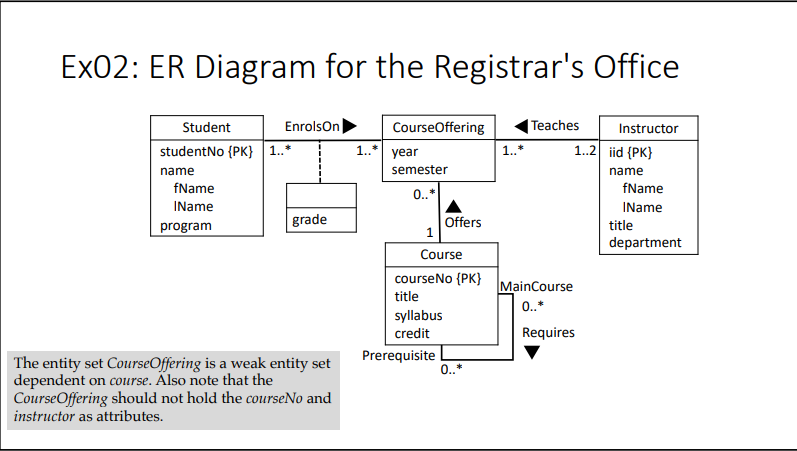 Ex02: ER Diagram for the Registrar's Office
Student
EnrolsOn
CourseOffering
Teaches
Instructor
studentNo {PK}
name
fName
lName
program
1..*
1..*
year
semester
1..*
1..2
iid {PK}
name
fName
lName
title
department
grade
0..*
Offers
1
Course
courseNo {PK}
title
syllabus
credit
MainCourse
0..*
Requires
Prerequisite
0..*
The entity set CourseOffering is a weak entity set
dependent on course. Also note that the
CourseOffering should not hold the courseNo and
instructor as attributes.